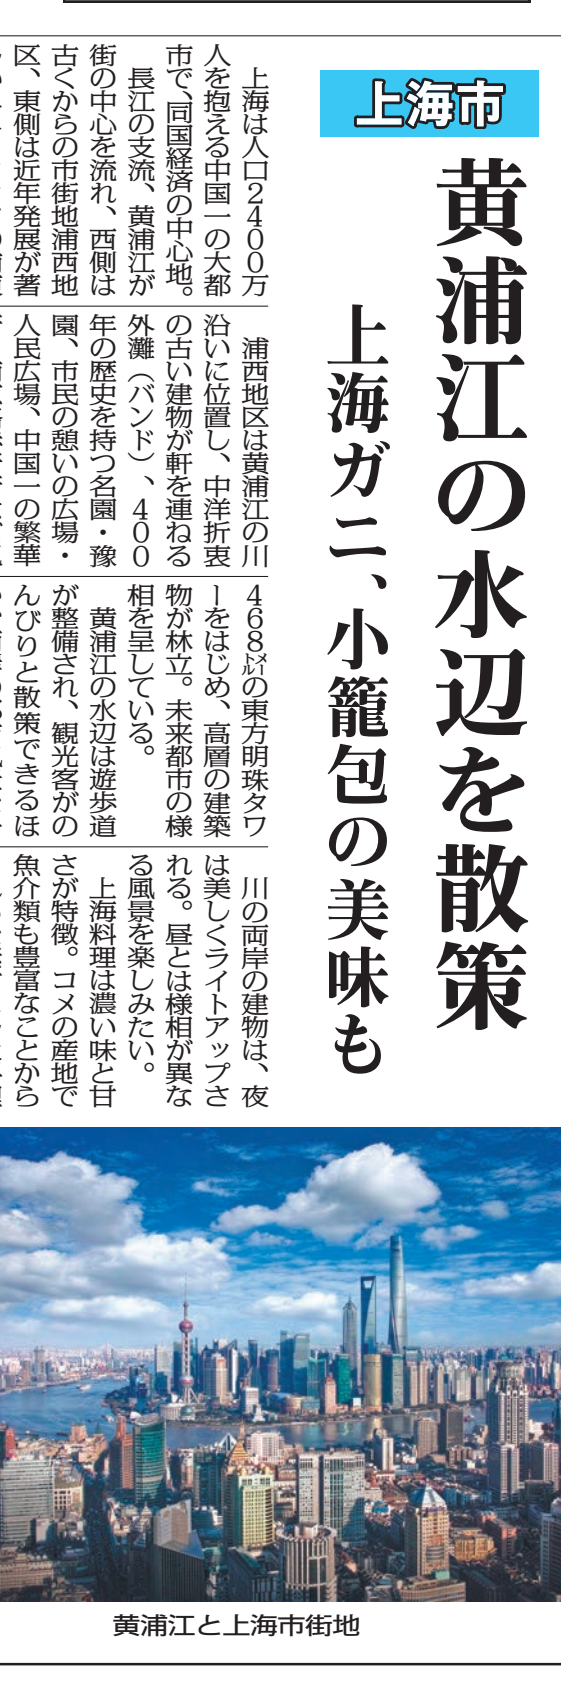 上海市
黄浦江の水辺を散策
上海ガニ、小籠包の美味も
上海は人口2400万
人を抱える中国一の大都
市で、同国経済の中心地。
長江の支流、黄浦江が
街の中心を流れ、西側は
古くからの市街地浦西地
区、東側は近年発展が著
浦西地区は黄浦江の川
沿いに位置し、中洋折衷
の古い建物が軒を連ねる
外灘（バンド）、400
年の歴史を持つ名園・豫
園、市民の憩いの広場・
人民広場、中国一の繁華
468㍍の東方明珠タワ
ーをはじめ、高層の建築
物が林立。未来都市の様
相を呈している。
黄浦江の水辺は遊歩道
が整備され、観光客がの
んびりと散策できるほ
川の両岸の建物は、夜
は美しくライトアップさ
れる。昼とは様相が異な
る風景を楽しみたい。
上海料理は濃い味と甘
さが特徴。コメの産地で
魚介類も豊富なことから
黄浦江と上海市街地